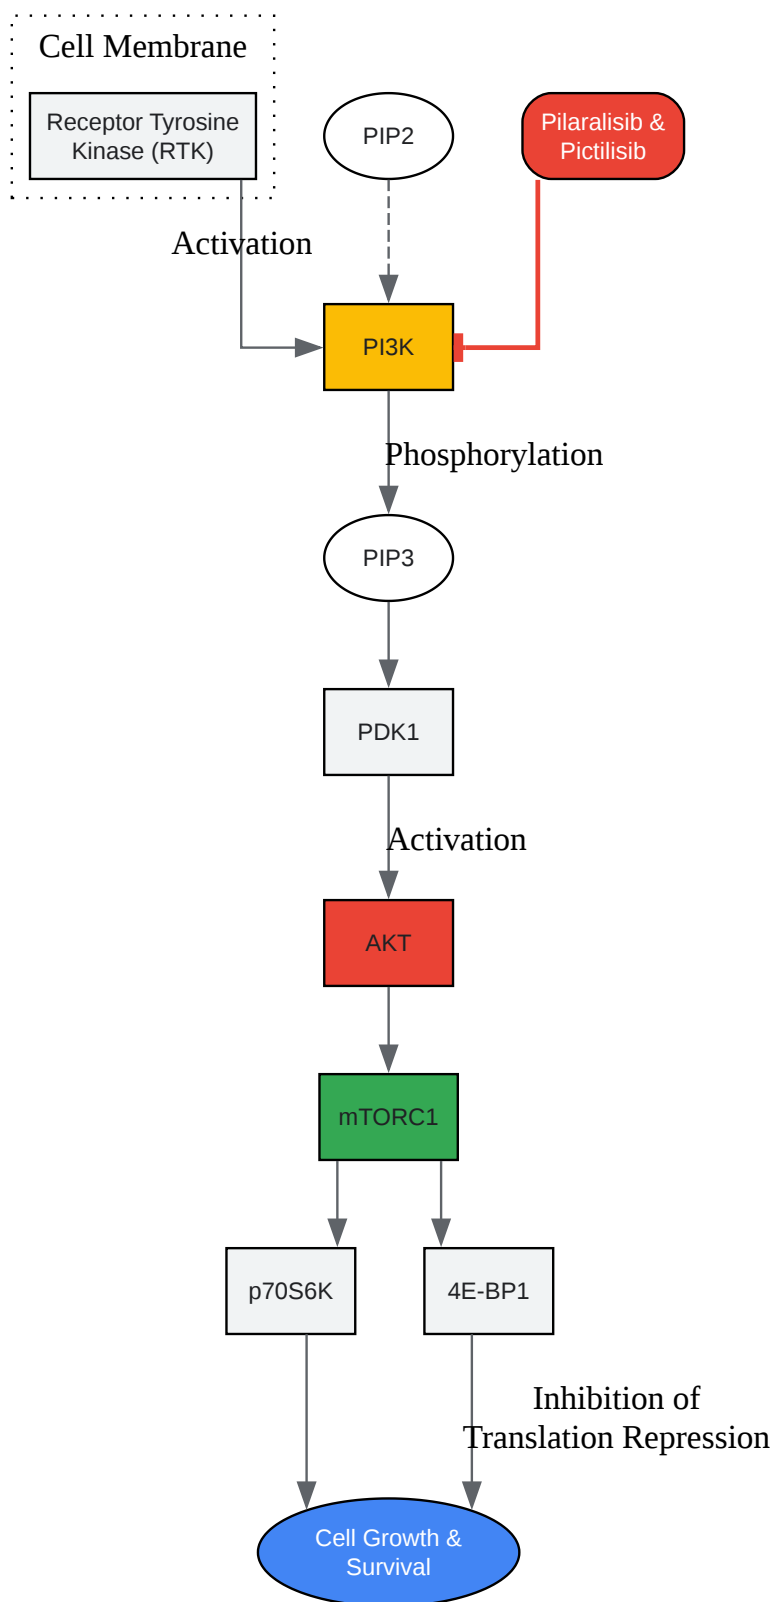 Cell Membrane
Receptor Tyrosine
Kinase (RTK)
PIP2
Pilaralisib &
Pictilisib
Activation
PI3K
Phosphorylation
PIP3
PDK1
Activation
AKT
mTORC1
p70S6K
4E-BP1
Inhibition of
Translation Repression
Cell Growth &
Survival